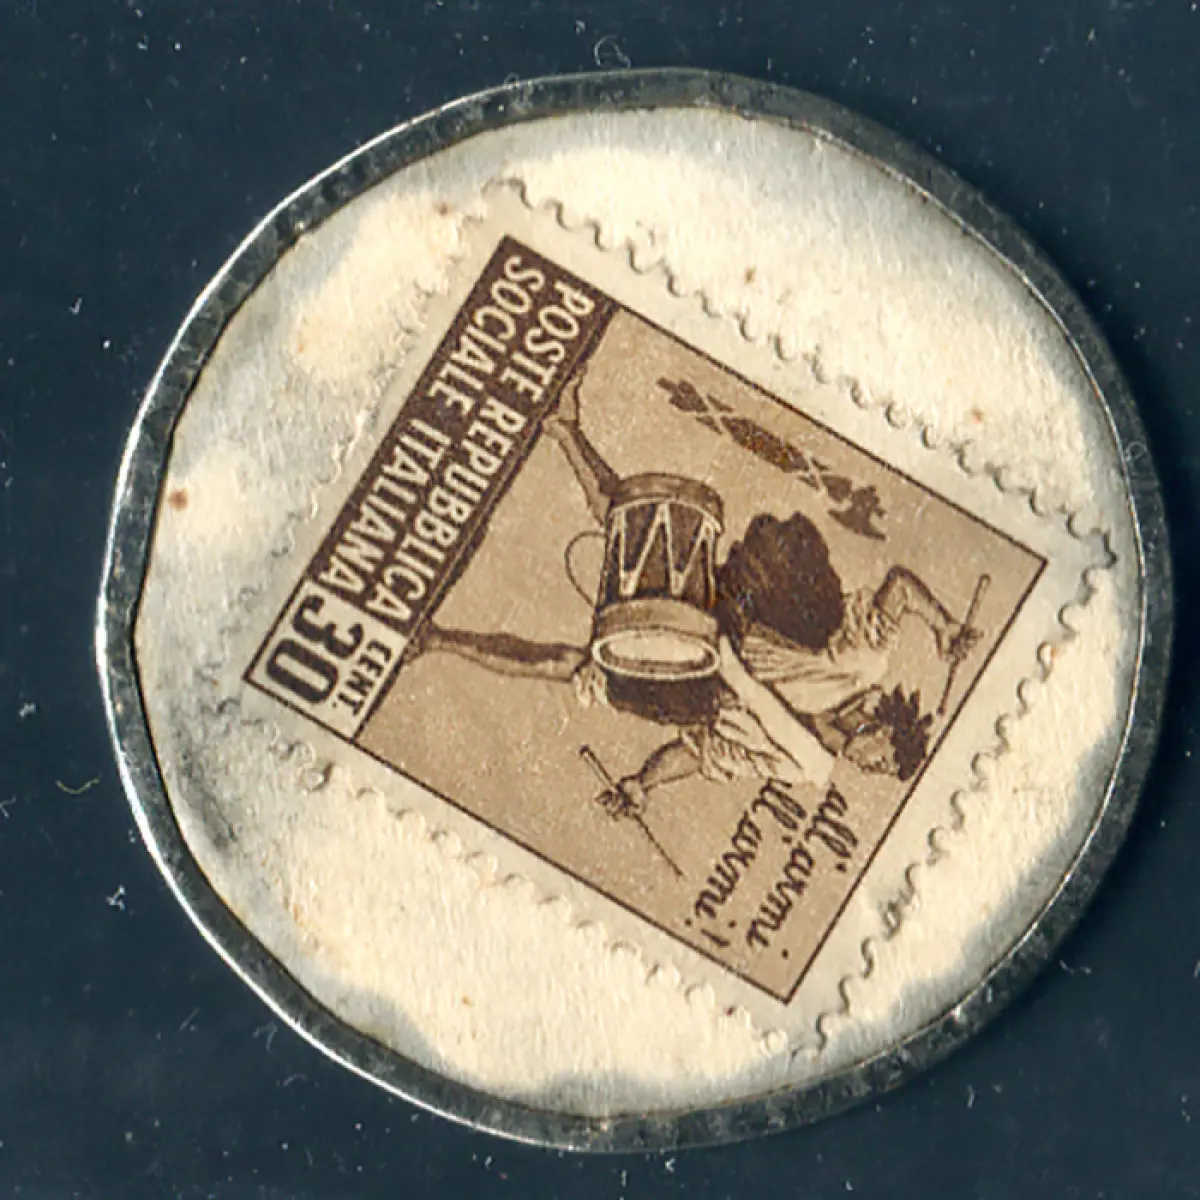 all'armi
all'armi!
POSTE REPUBBLICA
SOCIALE ITALIANA
CENT.
30